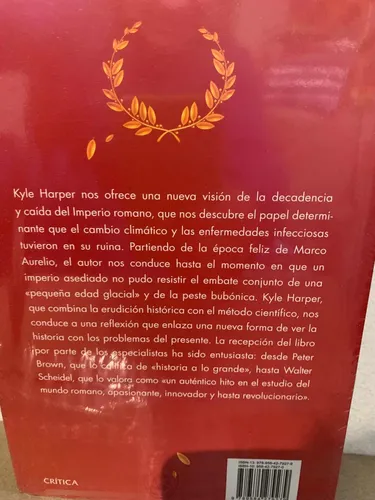 Kyle Harper nos ofrece una nueva visión de la decadencia
y caída del Imperio romano, que nos descubre el papel determi-
nante que el cambio climático y las enfermedades infecciosas
tuvieron en su ruina. Partiendo de la época feliz de Marco
Aurelio, el autor nos conduce hasta el momento en que un
imperio asediado no pudo resistir el embate conjunto de una
«pequeña edad glacial» y de la peste bubónica. Kyle Harper,
que combina la erudición histórica con el método científico, nos
conduce a una reflexión que enlaza una nueva forma de ver la
historia con los problemas del presente. La recepción del libro
por parte de los especialistas ha sido entusiasta: desde Peter
Brown, que lo califica de «historia a lo grande», hasta Walter
Scheidel, que lo valora como «un auténtico hito en el estudio del
mundo romano, apasionante, innovador y hasta revolucionario».
CRÍTICA